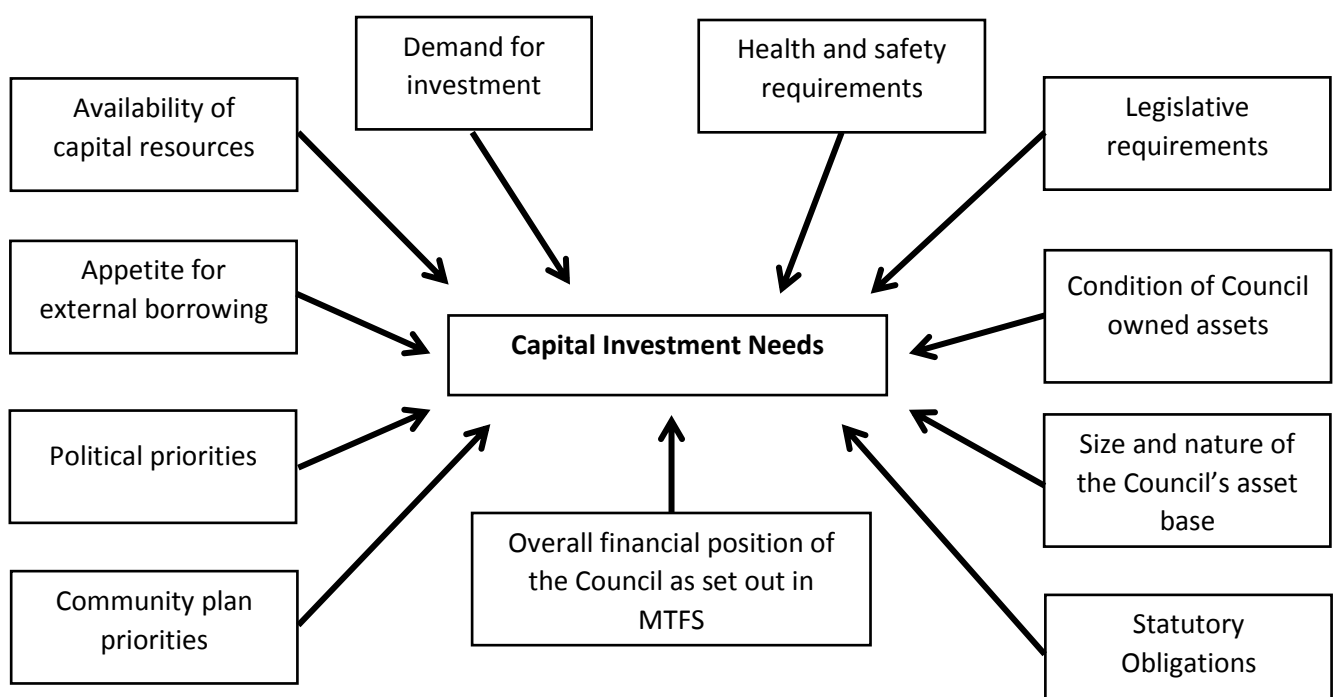 Demand for
investment
Health and safety
requirements
Availability of
capital resources
Legislative
requirements
Appetite for
external borrowing
Condition of Council
owned assets
Capital Investment Needs
Political priorities
Size and nature of
the Council’s asset
base
Overall financial position of
the Council as set out in
MTFS
Community plan
priorities
Statutory
Obligations